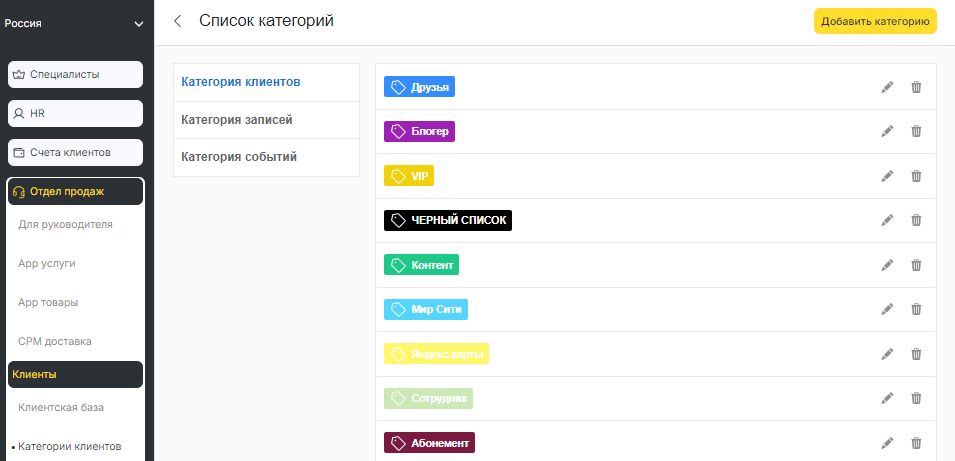 Россия
Список категорий
Добавить категорию
Специалисты
HR
Счета клиентов
Отдел продаж
Для руководителя
App услуги
App товары
СРМ доставка
Клиенты
Клиентская база
• Категории клиентов
Категория клиентов
Категория записей
Категория событий
Друзья
Блогер
VIP
ЧЕРНЫЙ СПИСОК
Контент
Мир Сити
Яндекс.карты
Сотрудник
Абонемент